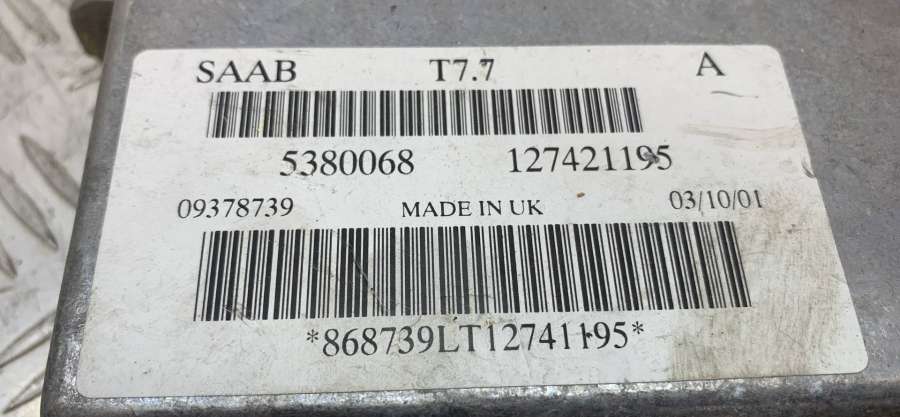 SAAB T7.7 A
5380068 127421195
09378739 MADE IN UK 03/10/01
*868739LT12741195*